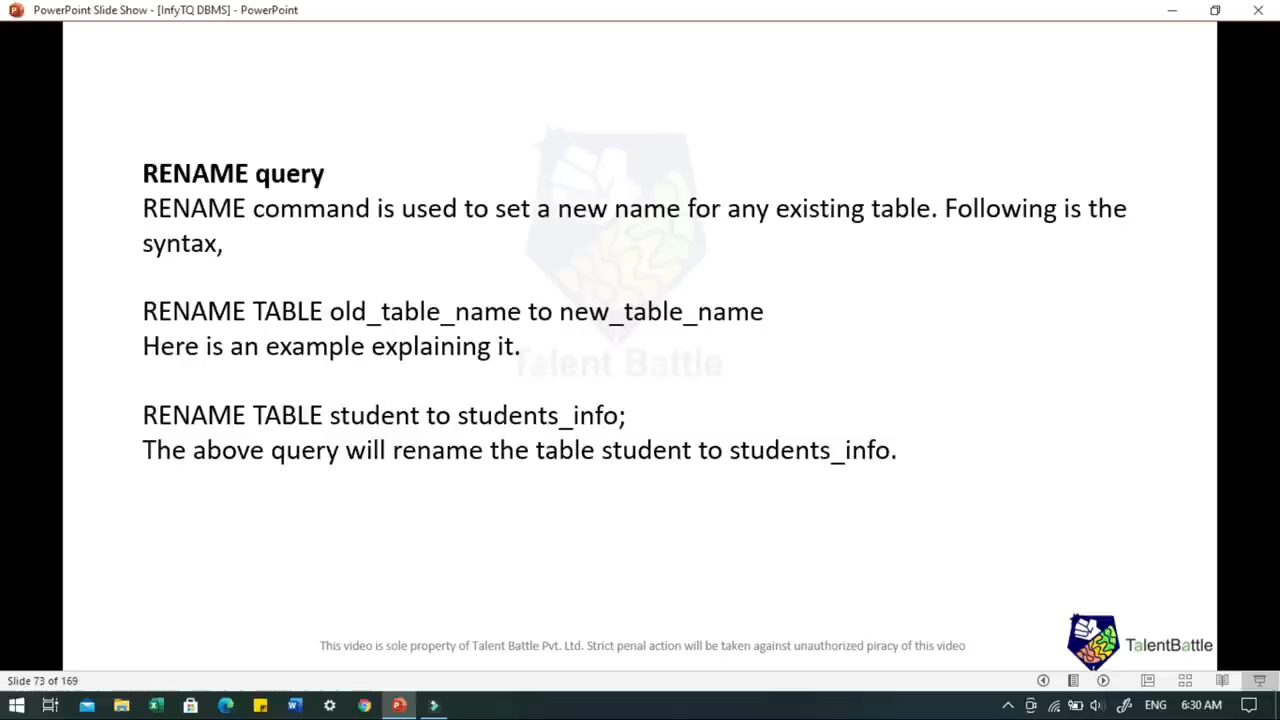 PowerPoint Slide Show - [InfyTQ DBMS] - PowerPoint
RENAME query
RENAME command is used to set a new name for any existing table. Following is the
syntax,
RENAME TABLE old_table_name to new_table_name
Here is an example explaining it.
Talent Battle
RENAME TABLE student to students_info;
The above query will rename the table student to students_info.
This video is sole property of Talent Battle Pvt. Ltd. Strict penal action will be taken against unauthorized piracy of this video
TalentBattle
Slide 73 of 169
ENG 6:30 AM